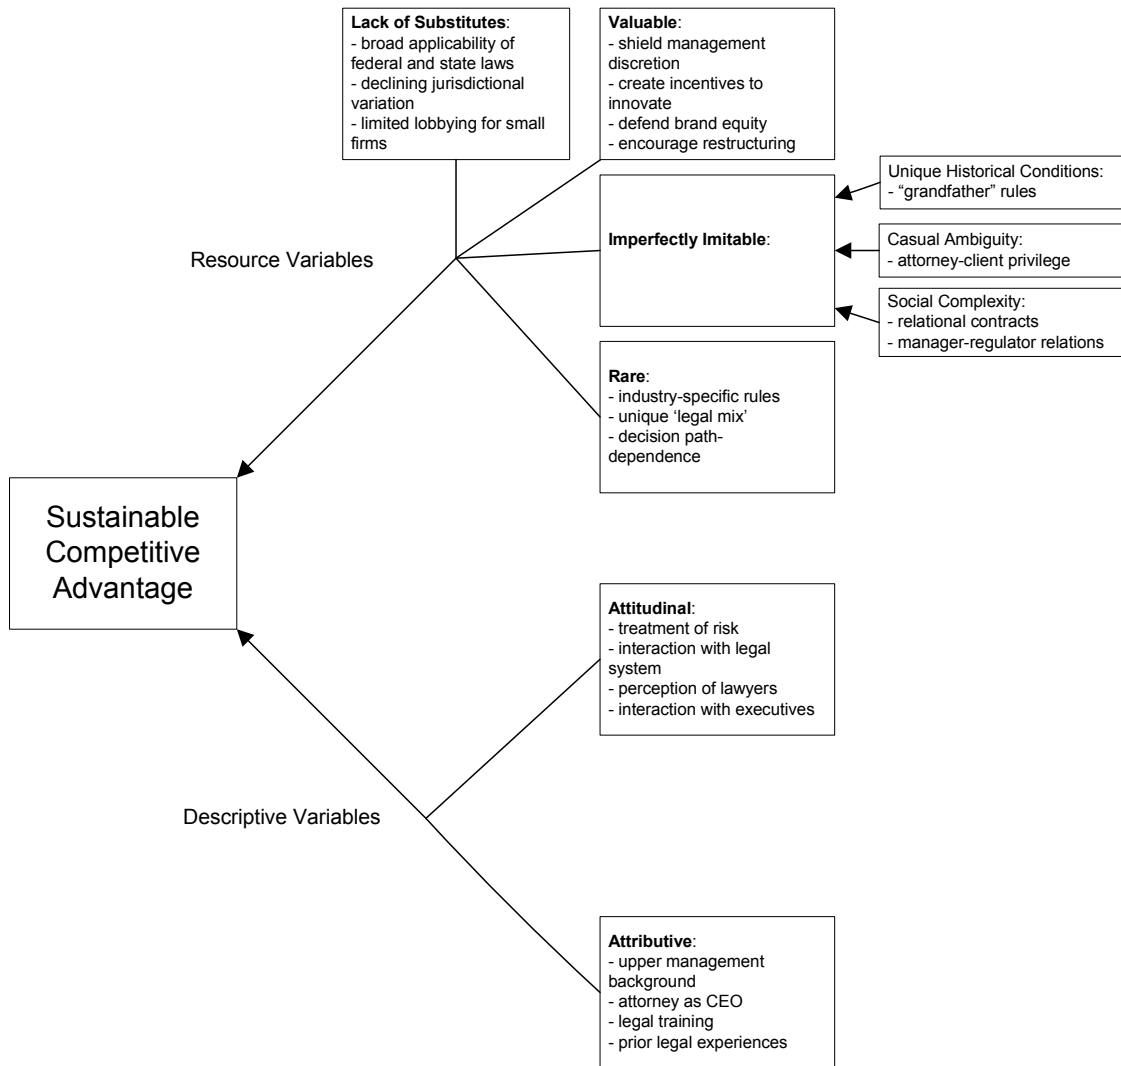 Lack of Substitutes:
- broad applicability of
federal and state laws
- declining jurisdictional
variation
- limited lobbying for small
firms
Valuable:
- shield management
discretion
- create incentives to
innovate
- defend brand equity
- encourage restructuring
Unique Historical Conditions:
- “grandfather” rules
Imperfectly Imitable:
Casual Ambiguity:
- attorney-client privilege
Resource Variables
Social Complexity:
- relational contracts
- manager-regulator relations
Rare:
- industry-specific rules
- unique ‘legal mix’
- decision path-
dependence
Sustainable
Competitive
Advantage
Attitudinal:
- treatment of risk
- interaction with legal
system
- perception of lawyers
- interaction with executives
Descriptive Variables
Attributive:
- upper management
background
- attorney as CEO
- legal training
- prior legal experiences